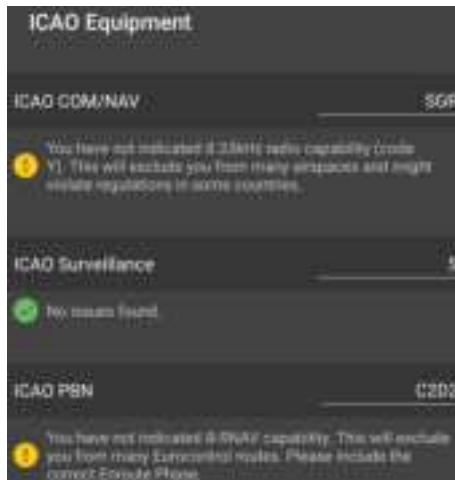 ICAO Equipment
ICAO COM/NAV SGR
You have not indicated 8.33kHz radio capability (code
Y). This will exclude you from many airspaces and might
violate regulations in some countries.
ICAO Surveillance S
No issues found.
ICAO PBN C2D2
You have not indicated B-RNAV capability. This will exclude
you from many Eurocontrol routes. Please include the
correct Enroute Phase